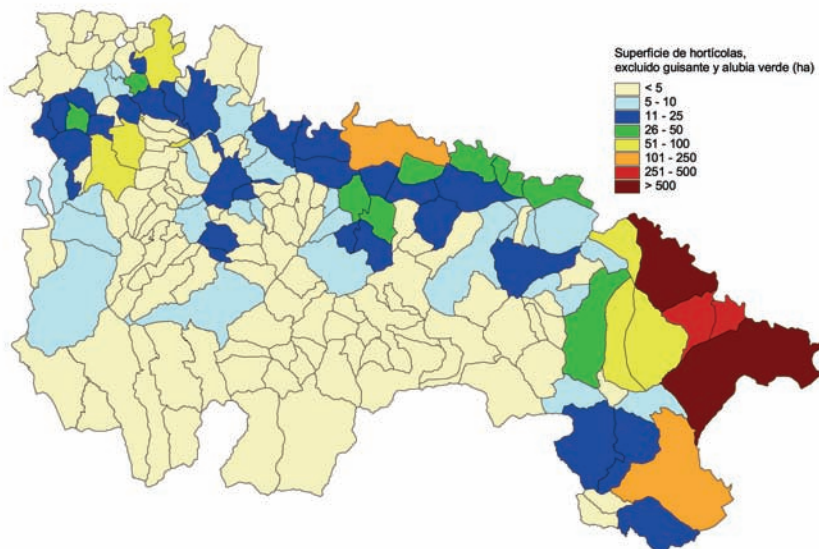 Superficie de hortícolas,
excluido guisante y alubia verde (ha)
< 5
5 - 10
11 - 25
26 - 50
51 - 100
101 - 250
251 - 500
> 500